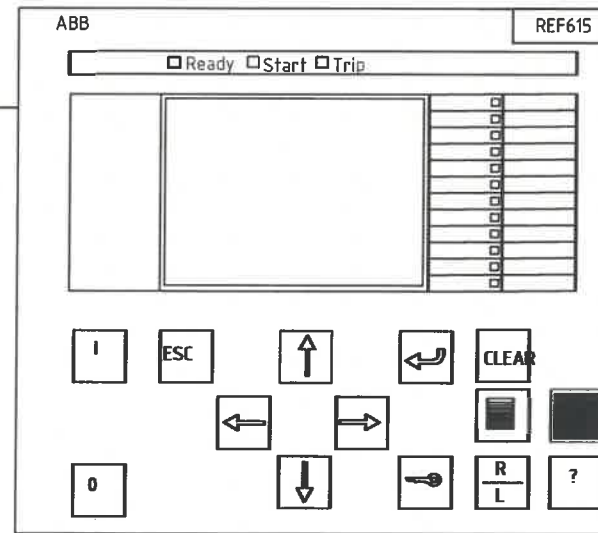 ABB REF615
Ready Start Trip
I ESC CLEAR
0 R ?
L